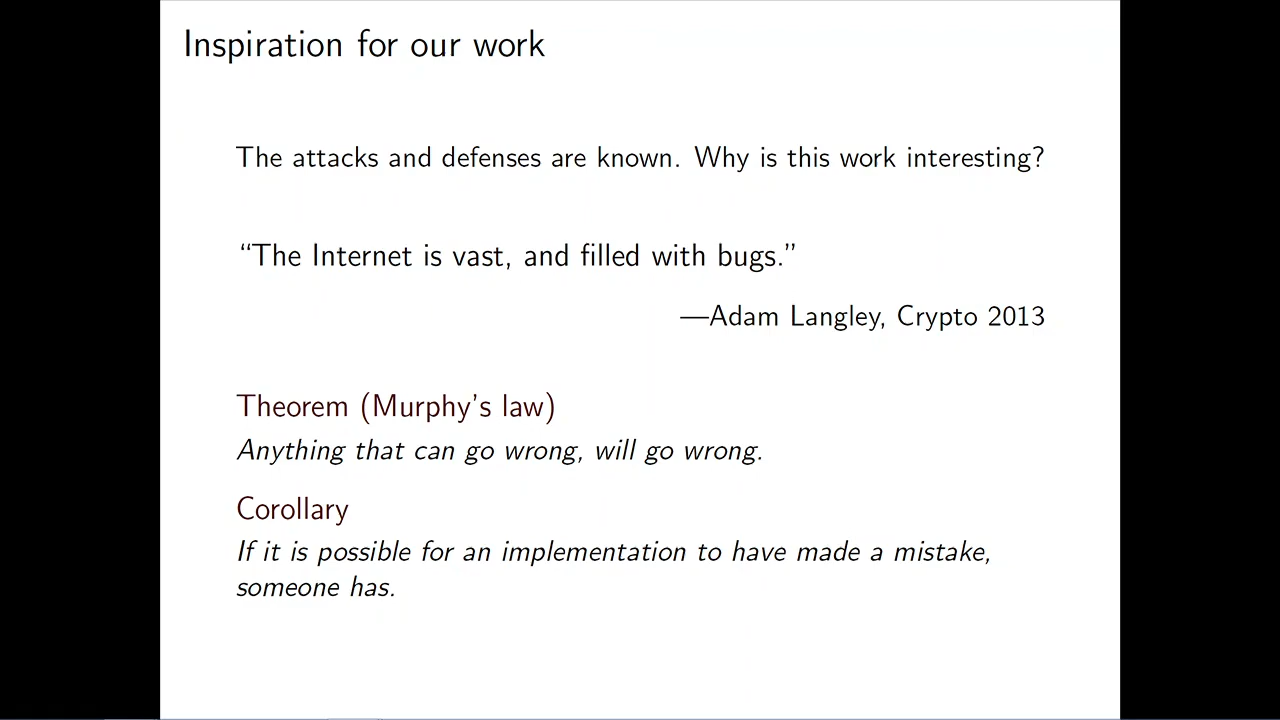 Inspiration for our work
The attacks and defenses are known. Why is this work interesting?
“The Internet is vast, and filled with bugs.”
—Adam Langley, Crypto 2013
Theorem (Murphy’s law)
Anything that can go wrong, will go wrong.
Corollary
If it is possible for an implementation to have made a mistake,
someone has.